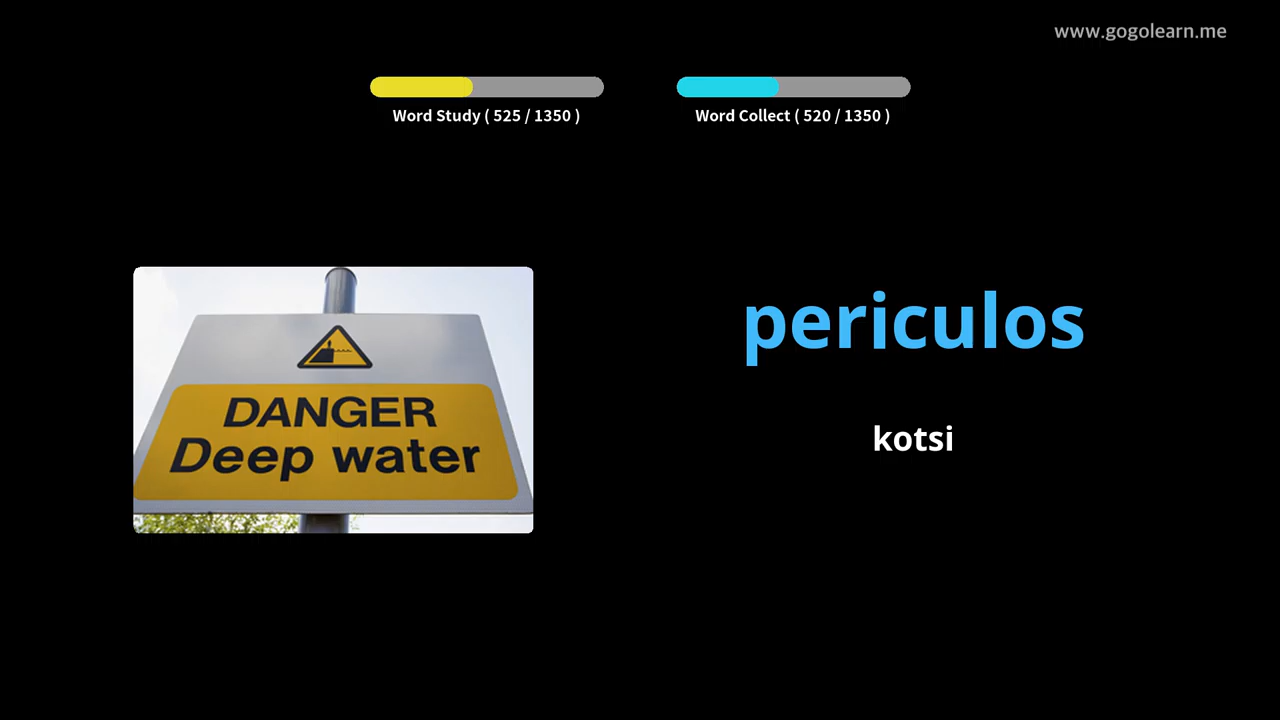 www.gogolearn.me
Word Study ( 525 / 1350 )
Word Collect ( 520 / 1350 )
DANGER
Deep water
periculos
kotsi